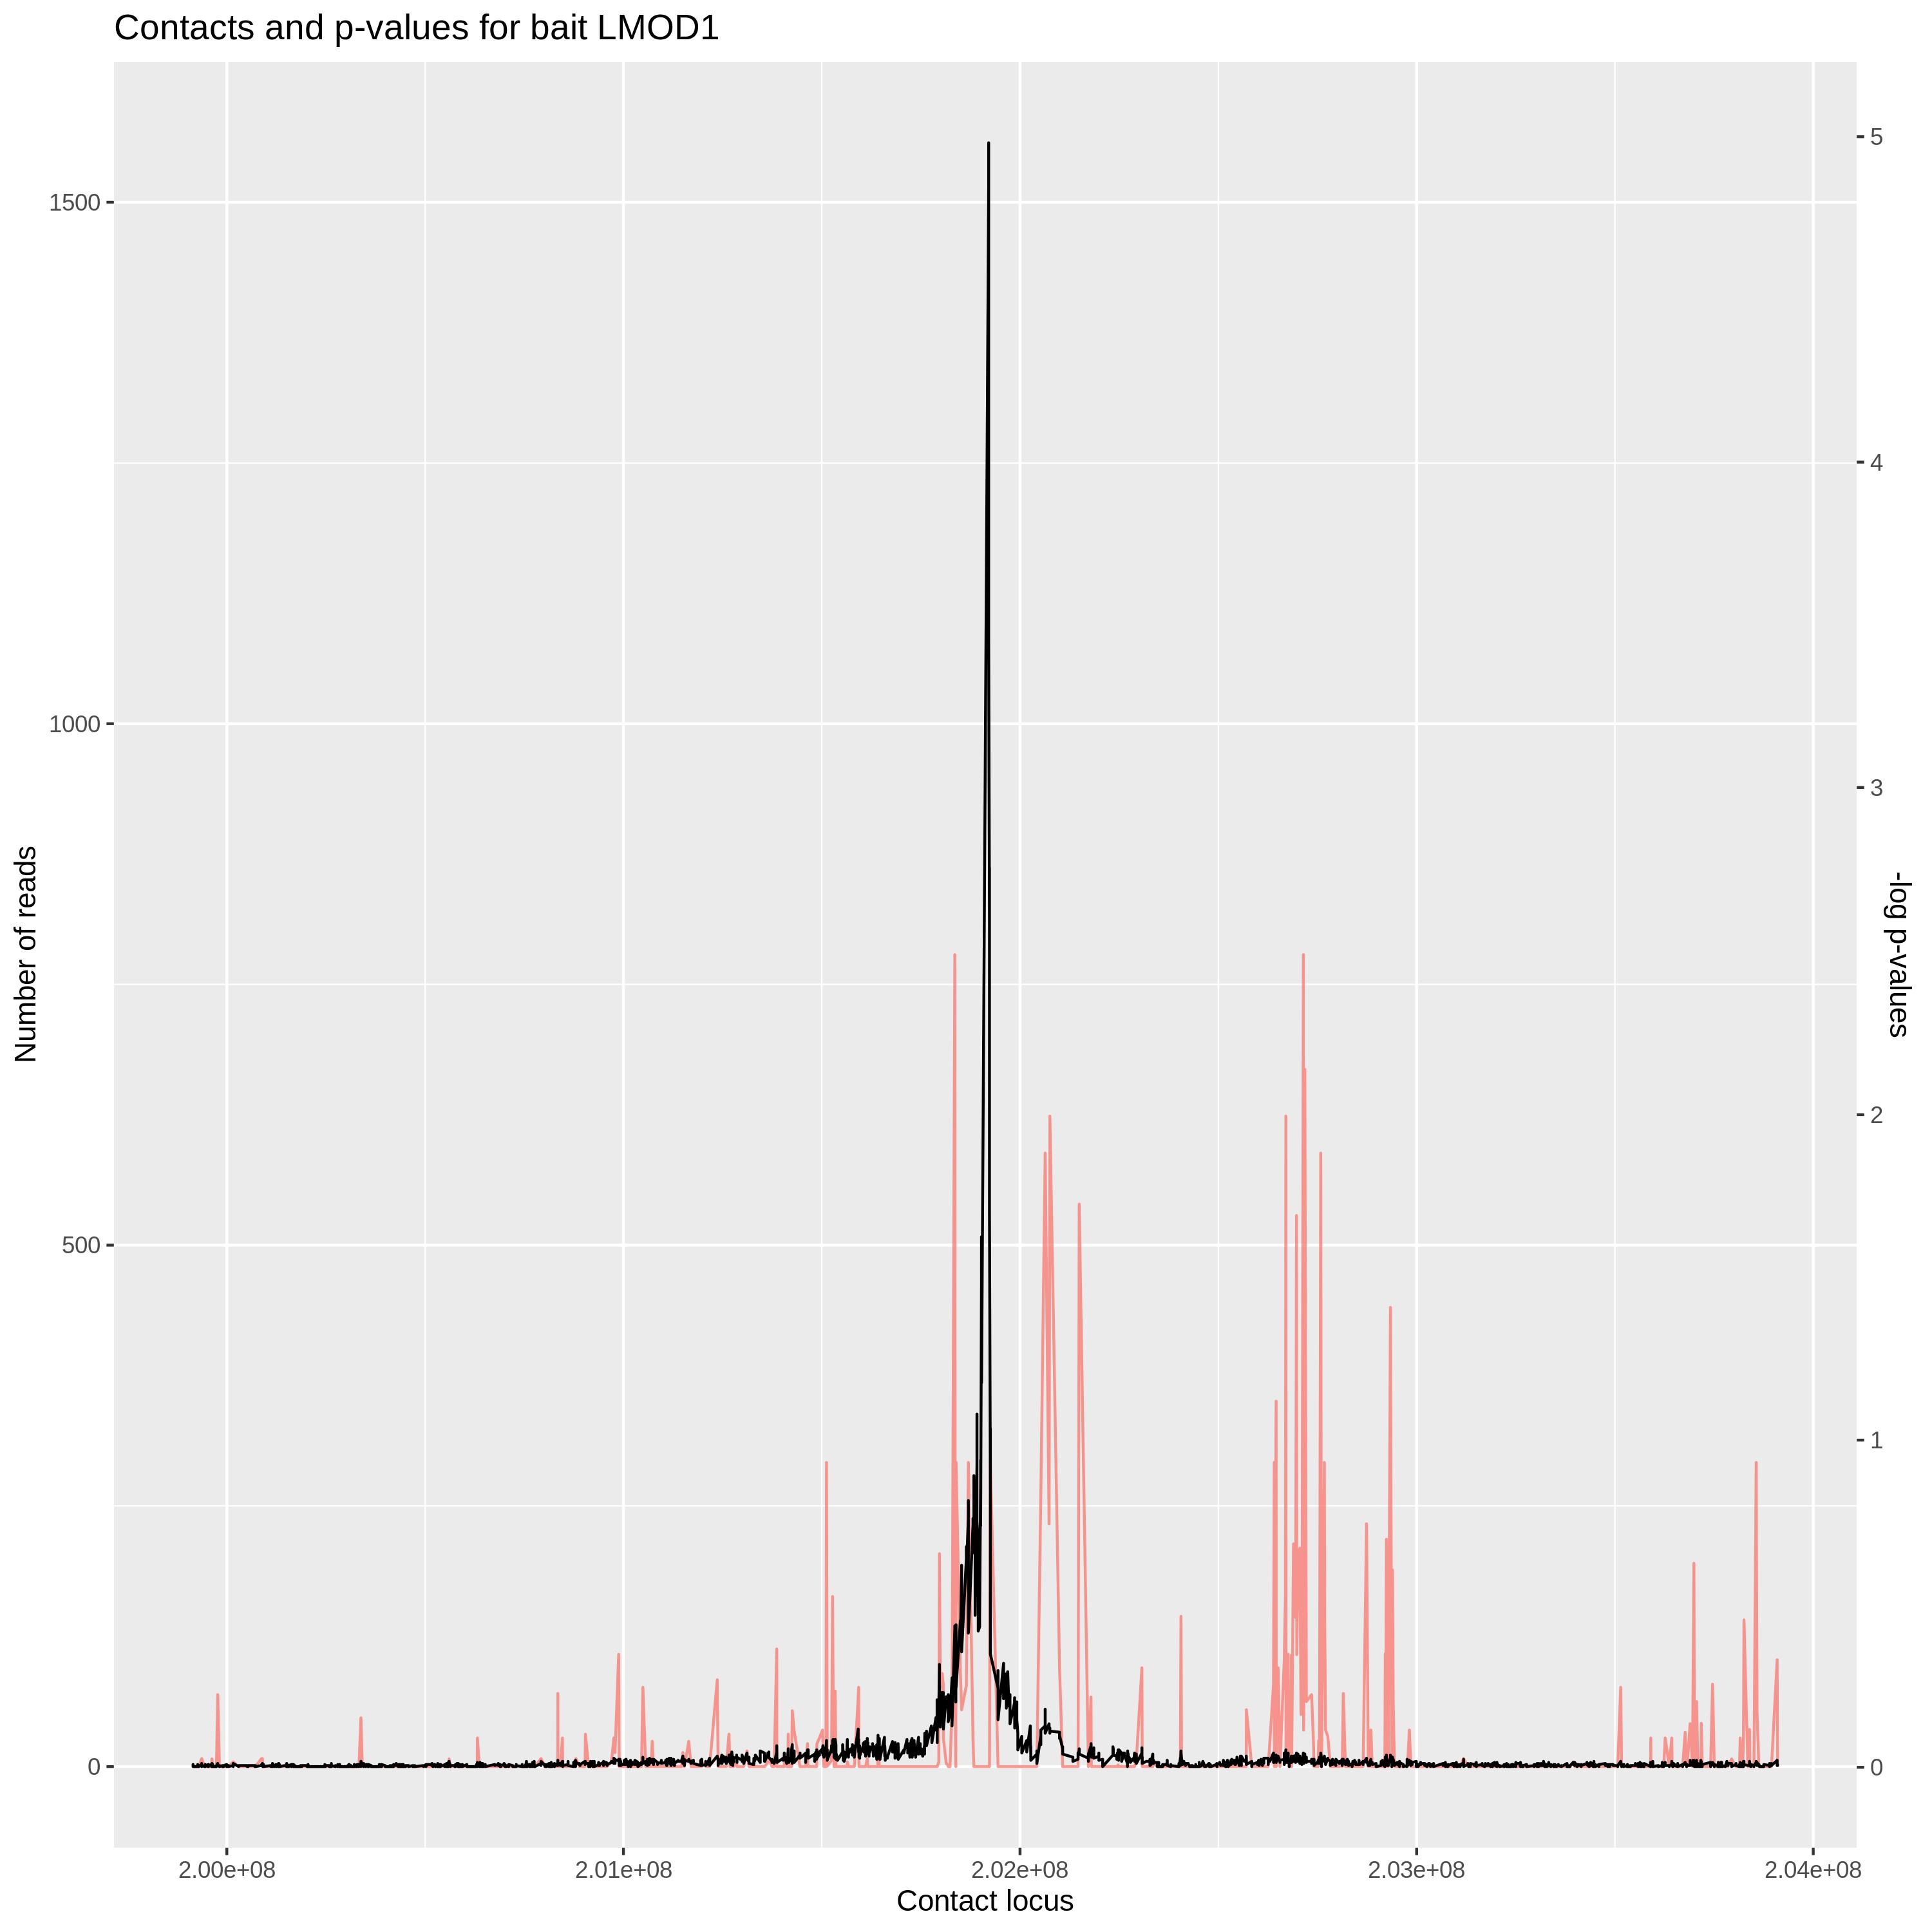 Contacts and p-values for bait LMOD1
1500
1000
500
0
Number of reads
5
4
3
2
1
0
-log p-values
2.00e+08
2.01e+08
2.02e+08
2.03e+08
2.04e+08
Contact locus